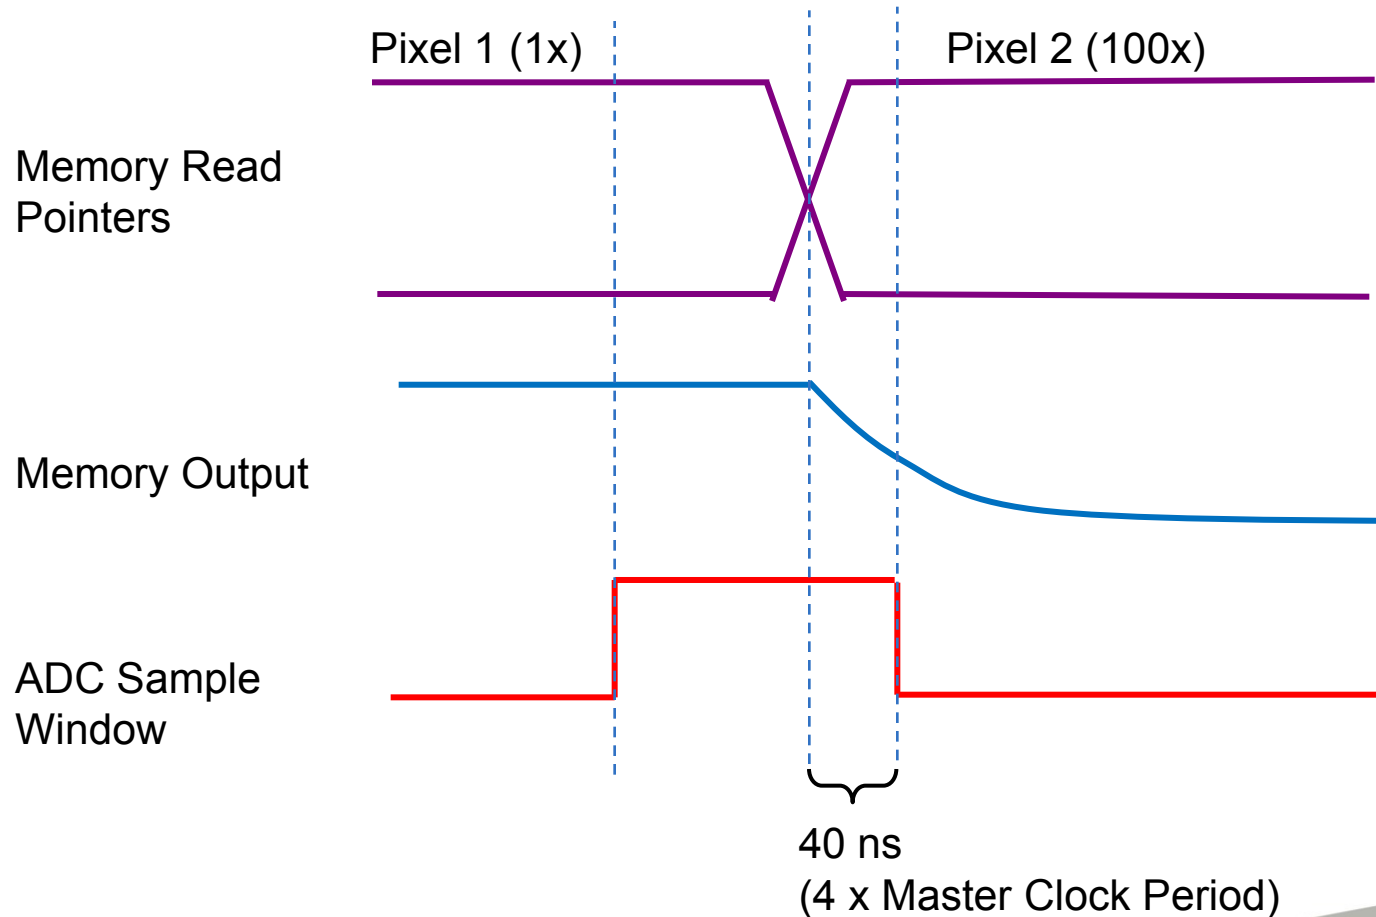 Pixel 1 (1x)
Pixel 2 (100x)
Memory Read
Pointers
Memory Output
ADC Sample
Window
40 ns
(4 x Master Clock Period)